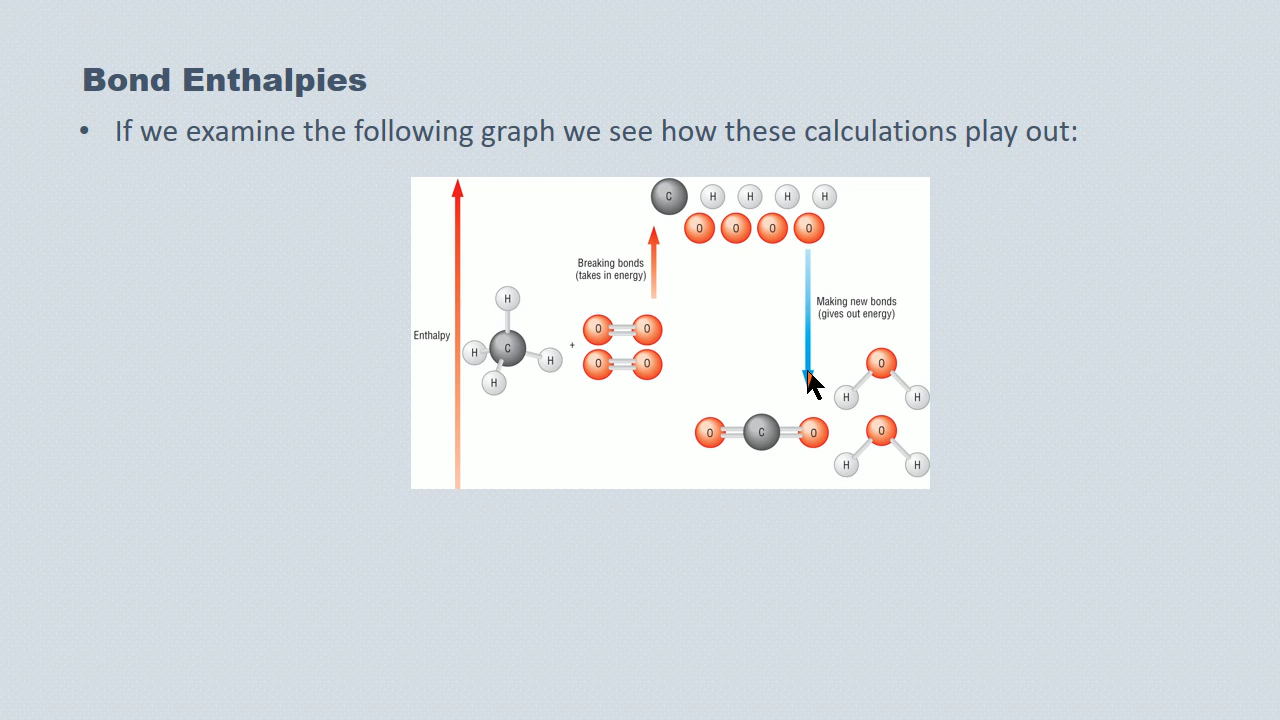 Bond Enthalpies
• If we examine the following graph we see how these calculations play out:
C H H H H
O O O O
Breaking bonds
(takes in energy)
Making new bonds
(gives out energy)
Enthalpy
H
H C H
H
+
O O
O O
O
H H
O C O
O
H H